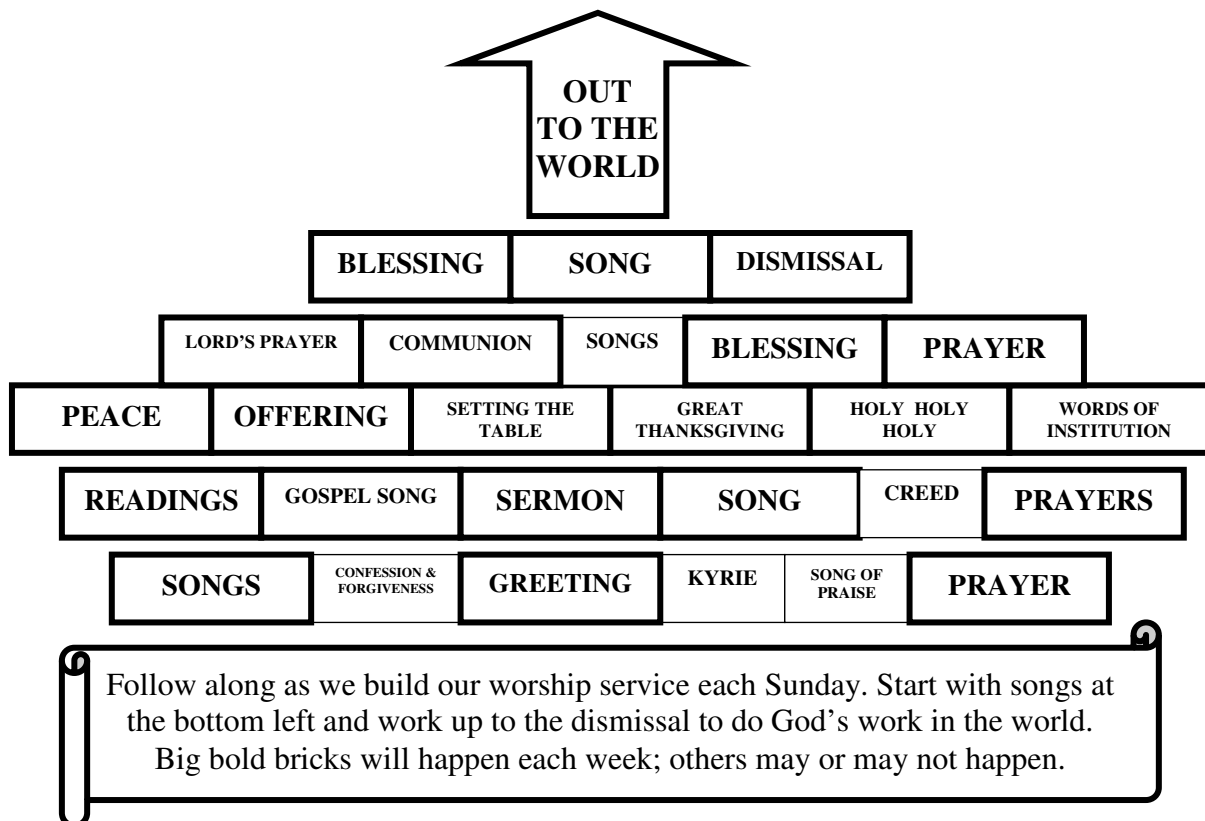 OUT
TO THE
WORLD
BLESSING SONG DISMISSAL
LORD’S PRAYER COMMUNION SONGS BLESSING PRAYER
PEACE OFFERING SETTING THE TABLE GREAT THANKSGIVING HOLY HOLY HOLY WORDS OF INSTITUTION
READINGS GOSPEL SONG SERMON SONG CREED PRAYERS
SONGS CONFESSION & FORGIVENESS GREETING KYRIE SONG OF PRAISE PRAYER
Follow along as we build our worship service each Sunday. Start with songs at
the bottom left and work up to the dismissal to do God’s work in the world.
Big bold bricks will happen each week; others may or may not happen.